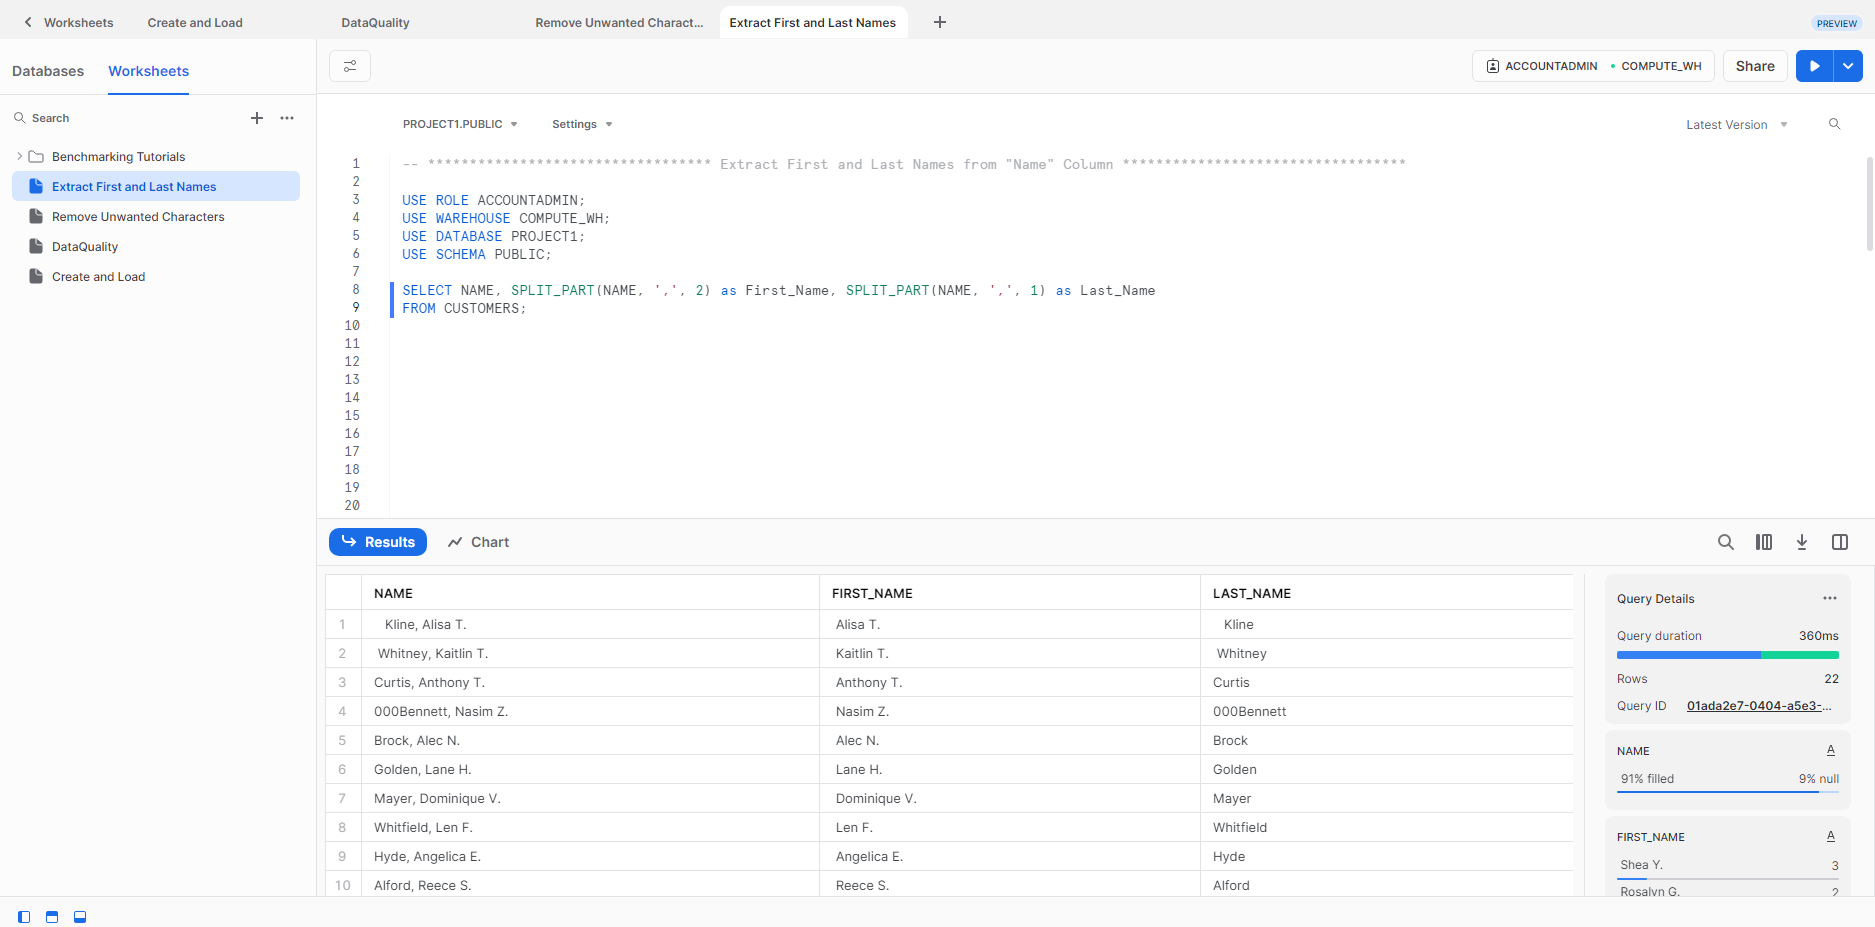 Worksheets
Create and Load
DataQuality
Remove Unwanted Charact...
Extract First and Last Names
PREVIEW
Databases
Worksheets
ACCOUNTADMIN
COMPUTE_WH
Share
Search
Benchmarking Tutorials
Extract First and Last Names
Remove Unwanted Characters
DataQuality
Create and Load
PROJECT1.PUBLIC
Settings
Latest Version
1 -- ********************************** Extract First and Last Names from "Name" Column **********************************
2
3 USE ROLE ACCOUNTADMIN;
4 USE WAREHOUSE COMPUTE_WH;
5 USE DATABASE PROJECT1;
6 USE SCHEMA PUBLIC;
7
8 SELECT NAME, SPLIT_PART(NAME, ',', 2) as First_Name, SPLIT_PART(NAME, ',', 1) as Last_Name
9 FROM CUSTOMERS;
10
11
12
13
14
15
16
17
18
19
20
Results
Chart
NAME FIRST_NAME LAST_NAME
1 Kline, Alisa T. Alisa T. Kline
2 Whitney, Kaitlin T. Kaitlin T. Whitney
3 Curtis, Anthony T. Anthony T. Curtis
4 000Bennett, Nasim Z. Nasim Z. 000Bennett
5 Brock, Alec N. Alec N. Brock
6 Golden, Lane H. Lane H. Golden
7 Mayer, Dominique V. Dominique V. Mayer
8 Whitfield, Len F. Len F. Whitfield
9 Hyde, Angelica E. Angelica E. Hyde
10 Alford, Reece S. Reece S. Alford
Query Details
Query duration 360ms
Rows 22
Query ID 01ada2e7-0404-a5e3-...
NAME A
91% filled 9% null
FIRST_NAME A
Shea Y. 3
Rosalyn G. 2